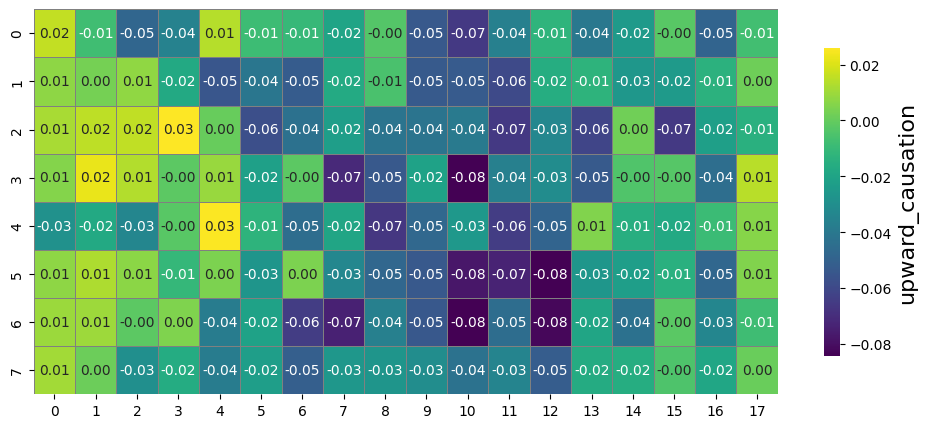 0 0.02 -0.01 -0.05 -0.04 0.01 -0.01 -0.01 -0.02 -0.00 -0.05 -0.07 -0.04 -0.01 -0.04 -0.02 -0.00 -0.05 -0.01
1 0.01 0.00 0.01 -0.02 -0.05 -0.04 -0.05 -0.02 -0.01 -0.05 -0.05 -0.06 -0.02 -0.01 -0.03 -0.02 -0.01 0.00
2 0.01 0.02 0.02 0.03 0.00 -0.06 -0.04 -0.02 -0.04 -0.04 -0.04 -0.07 -0.03 -0.06 0.00 -0.07 -0.02 -0.01
3 0.01 0.02 0.01 -0.00 0.01 -0.02 -0.00 -0.07 -0.05 -0.02 -0.08 -0.04 -0.03 -0.05 -0.00 -0.00 -0.04 0.01
4 -0.03 -0.02 -0.03 -0.00 0.03 -0.01 -0.05 -0.02 -0.07 -0.05 -0.03 -0.06 -0.05 0.01 -0.01 -0.02 -0.01 0.01
5 0.01 0.01 0.01 -0.01 0.00 -0.03 0.00 -0.03 -0.05 -0.05 -0.08 -0.07 -0.08 -0.03 -0.02 -0.01 -0.05 0.01
6 0.01 0.01 -0.00 0.00 -0.04 -0.02 -0.06 -0.07 -0.04 -0.05 -0.08 -0.05 -0.08 -0.02 -0.04 -0.00 -0.03 -0.01
7 0.01 0.00 -0.03 -0.02 -0.04 -0.02 -0.05 -0.03 -0.03 -0.03 -0.04 -0.03 -0.05 -0.02 -0.02 -0.00 -0.02 0.00
0 1 2 3 4 5 6 7 8 9 10 11 12 13 14 15 16 17
0.02
0.00
−0.02
−0.04
−0.06
−0.08
upward_causation